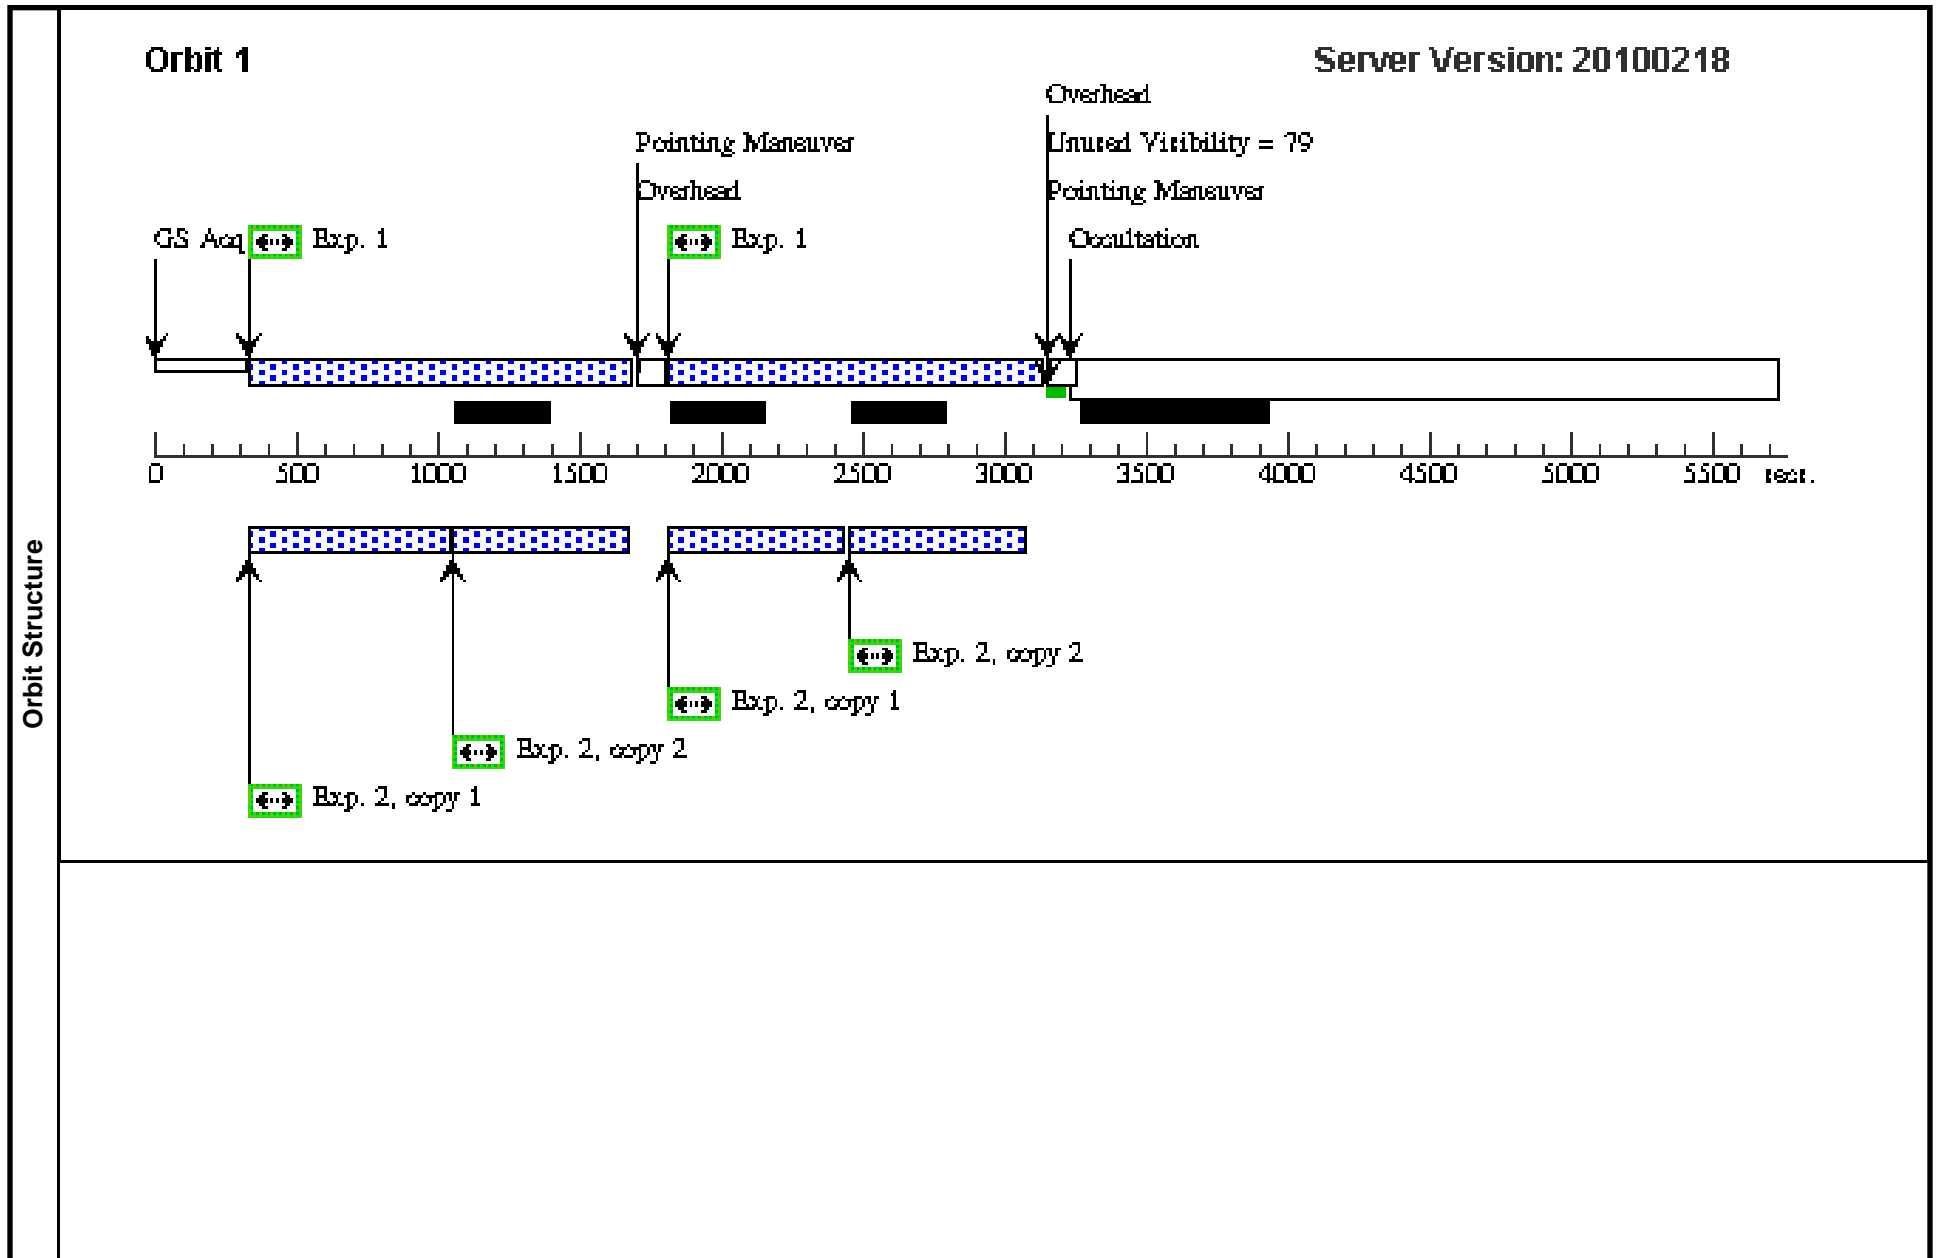 Orbit 1
Server Version: 20100218
Overhead
Pointing Maneuver
Unused Visibility = 79
Overhead
Pointing Maneuver
GS Acq
Exp. 1
Exp. 1
Occultation
0 500 1000 1500 2000 2500 3000 3500 4000 4500 5000 5500 secs.
Exp. 2, copy 2
Exp. 2, copy 1
Exp. 2, copy 2
Exp. 2, copy 1
Orbit Structure